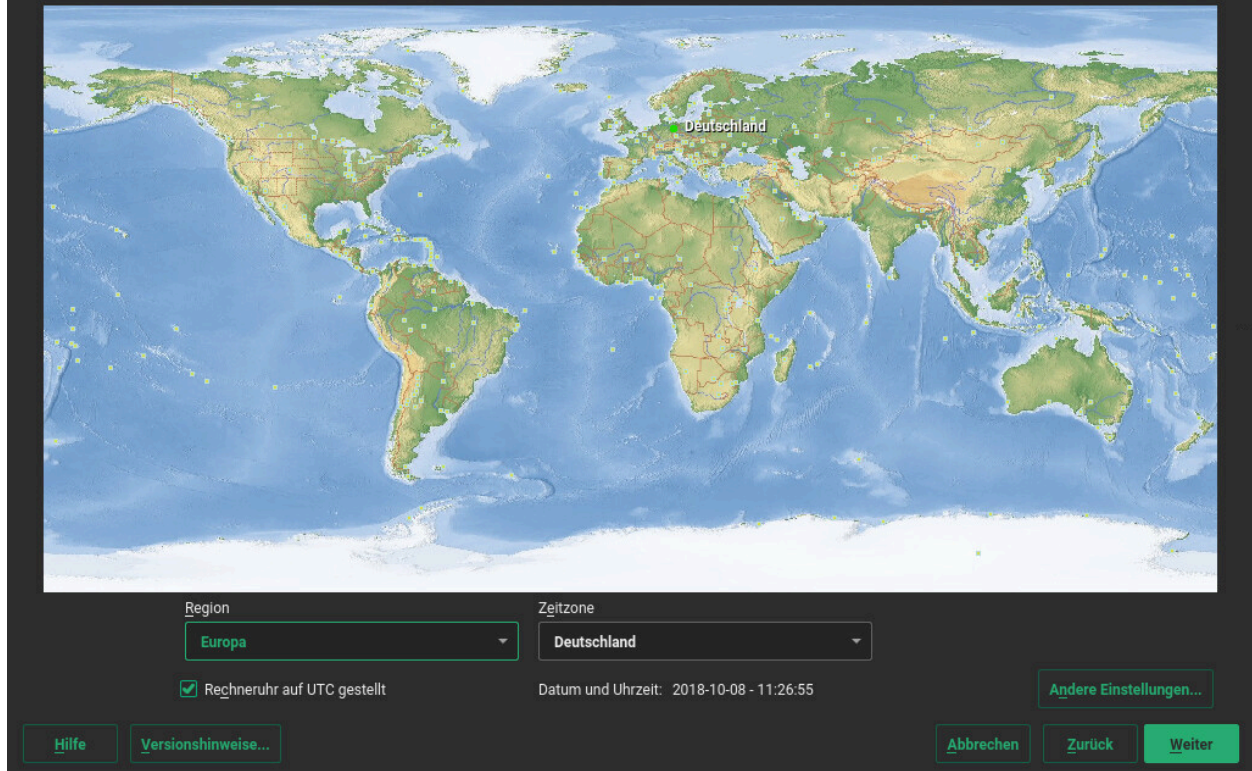 Deutschland
Region
Zeitzone
Europa
Deutschland
Rechneruhr auf UTC gestellt
Datum und Uhrzeit: 2018-10-08 - 11:26:55
Andere Einstellungen...
Hilfe
Versionshinweise...
Abbrechen
Zurück
Weiter